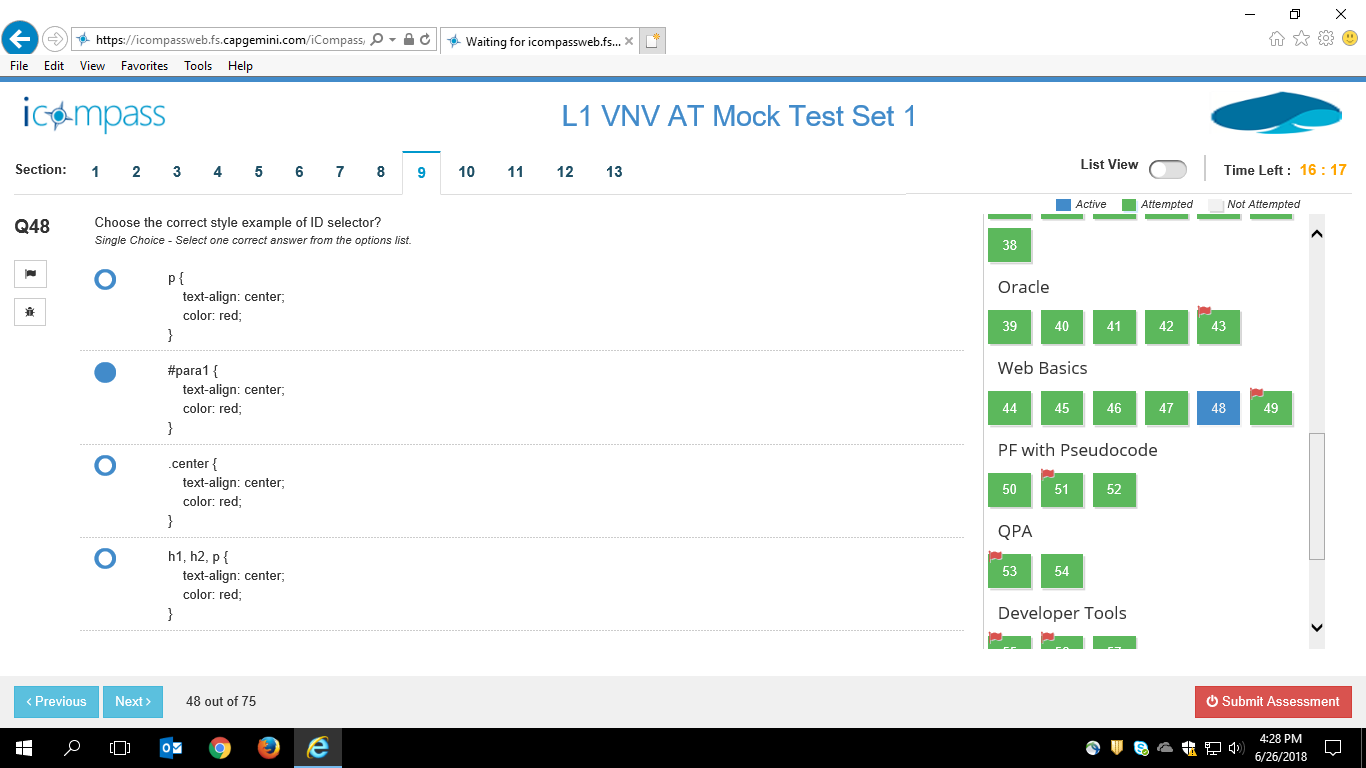 https://icompassweb.fs.capgemini.com/iCompass/
Waiting for icompassweb.fs...
File Edit View Favorites Tools Help
icompass
L1 VNV AT Mock Test Set 1
Section: 1 2 3 4 5 6 7 8 9 10 11 12 13
List View
Time Left : 16 : 17
Active Attempted Not Attempted
Q48
Choose the correct style example of ID selector?
Single Choice - Select one correct answer from the options list.
p {
text-align: center;
color: red;
}
#para1 {
text-align: center;
color: red;
}
.center {
text-align: center;
color: red;
}
h1, h2, p {
text-align: center;
color: red;
}
38
Oracle
39 40 41 42 43
Web Basics
44 45 46 47 48 49
PF with Pseudocode
50 51 52
QPA
53 54
Developer Tools
55 56 57
‹ Previous
Next ›
48 out of 75
Submit Assessment
4:28 PM
6/26/2018